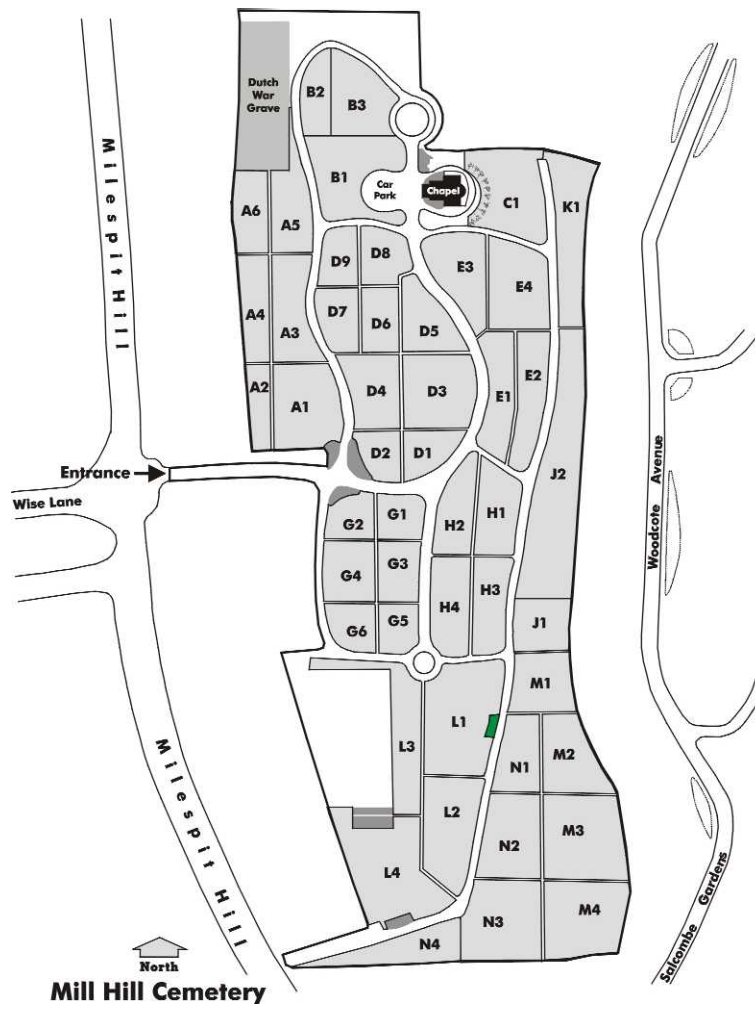 Dutch
War
Grave
B2
B3
Milespit Hill
B1
Car
Park
Chapel
C1
K1
A6
A5
D9
D8
E3
E4
A4
A3
D7
D6
D5
A2
A1
D4
D3
E1
E2
D2
D1
Entrance
Wise Lane
J2
Woodcote Avenue
G2
G1
H2
H1
G4
G3
H4
H3
G6
G5
J1
M1
L1
L3
Milespit Hill
N1
M2
L2
N2
M3
L4
Salcombe Gardens
N3
M4
N4
North
Mill Hill Cemetery